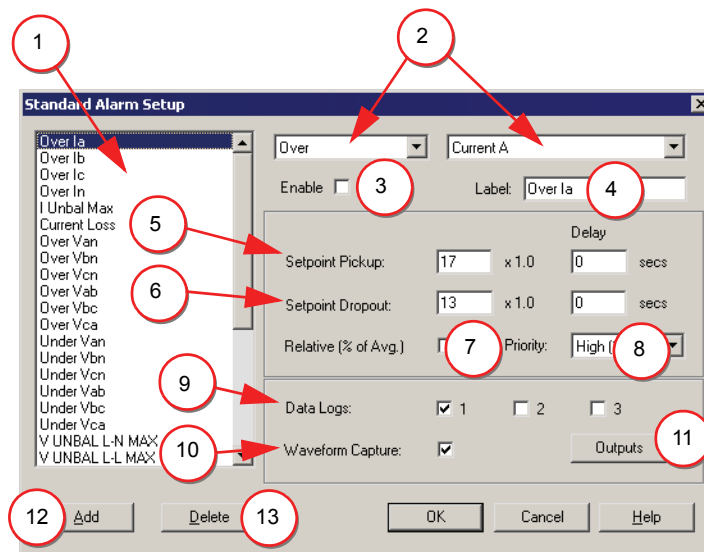 1
2
Standard Alarm Setup
Over Ia
Over Ib
Over Ic
Over In
I Unbal Max
Current Loss
Over Van
Over Vbn
Over Vcn
Over Vab
Over Vbc
Over Vca
Under Van
Under Vbn
Under Vcn
Under Vab
Under Vbc
Under Vca
V UNBAL L-N MAX
V UNBAL L-L MAX
Over
Current A
Enable
3
Label:
Over Ia
4
5
Delay
Setpoint Pickup:
17
x 1.0
0
secs
6
Setpoint Dropout:
13
x 1.0
0
secs
Relative (% of Avg.)
7
Priority:
High (
8
9
Data Logs:
1
2
3
10
Waveform Capture:
Outputs
11
12
Add
Delete
13
OK
Cancel
Help